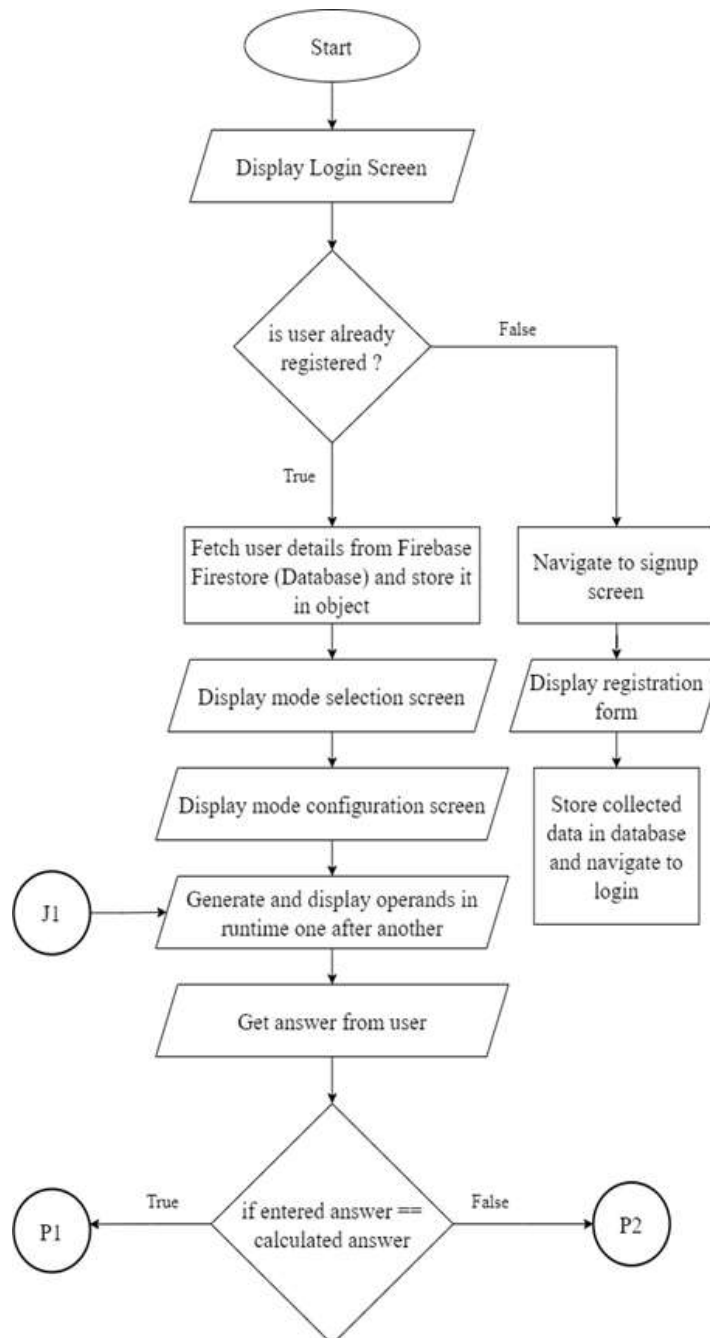 Start
Display Login Screen
is user already
registered ?
False
True
Fetch user details from Firebase
Firestore (Database) and store it
in object
Navigate to signup
screen
Display mode selection screen
Display registration
form
Display mode configuration screen
Store collected
data in database
and navigate to
login
J1
Generate and display operands in
runtime one after another
Get answer from user
True
if entered answer ==
calculated answer
False
P1
P2